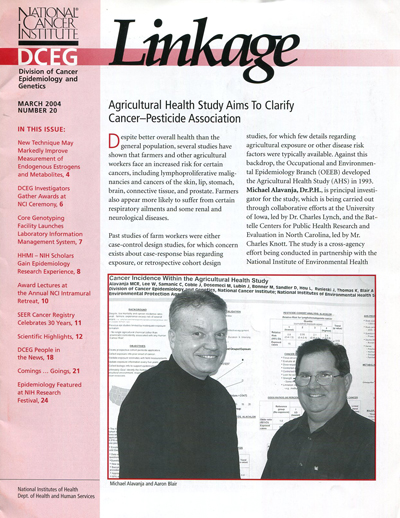 NATIONAL
CANCER
INSTITUTE
DCEG
Division of Cancer
Epidemiology and
Genetics
MARCH 2004
NUMBER 20
IN THIS ISSUE:
New Technique May
Markedly Improve
Measurement of
Endogenous Estrogens
and Metabolites, 4
DCEG Investigators
Gather Awards at
NCI Ceremony, 6
Core Genotyping
Facility Launches
Laboratory Information
Management System, 7
HHMI – NIH Scholars
Gain Epidemiology
Research Experience, 8
Award Lectures at
the Annual NCI Intramural
Retreat, 10
SEER Cancer Registry
Celebrates 30 Years, 11
Scientific Highlights, 12
DCEG People in
the News, 18
Comings ... Goings, 21
Epidemiology Featured
at NIH Research
Festival, 24
National Institutes of Health
Dept. of Health and Human Services
Linkage
Agricultural Health Study Aims To Clarify
Cancer–Pesticide Association
Despite better overall health than the
general population, several studies have
shown that farmers and other agricultural
workers face an increased risk for certain
cancers, including lymphoproliferative malig-
nancies and cancers of the skin, lip, stomach,
brain, connective tissue, and prostate. Farmers
also appear more likely to suffer from certain
respiratory ailments and some renal and
neurological diseases.
Past studies of farm workers were either
case-control design studies, for which concern
exists about case-response bias regarding
exposure, or retrospective cohort design
studies, for which few details regarding
agricultural exposure or other disease risk
factors were typically available. Against this
backdrop, the Occupational and Environmen-
tal Epidemiology Branch (OEEB) developed
the Agricultural Health Study (AHS) in 1993.
Michael Alavanja, Dr.P.H., is principal investi-
gator for the study, which is being carried out
through collaborative efforts at the University
of Iowa, led by Dr. Charles Lynch, and the Bat-
telle Centers for Public Health Research and
Evaluation in North Carolina, led by Mr.
Charles Knott. The study is a cross-agency
effort being conducted in partnership with the
National Institute of Environmental Health
Cancer Incidence Within the Agricultural Health Study
Alavanja MCR, Lee W, Samanic C, Coble J, Dosemeci M, Lubin J, Bonner M, Sandler D, Hou L, Rusiecki J, Thomas K, Blair A
Division of Cancer Epidemiology and Genetics, National Cancer Institute; National Institutes of Environmental Health S
Environmental Protection
Michael Alavanja and Aaron Blair